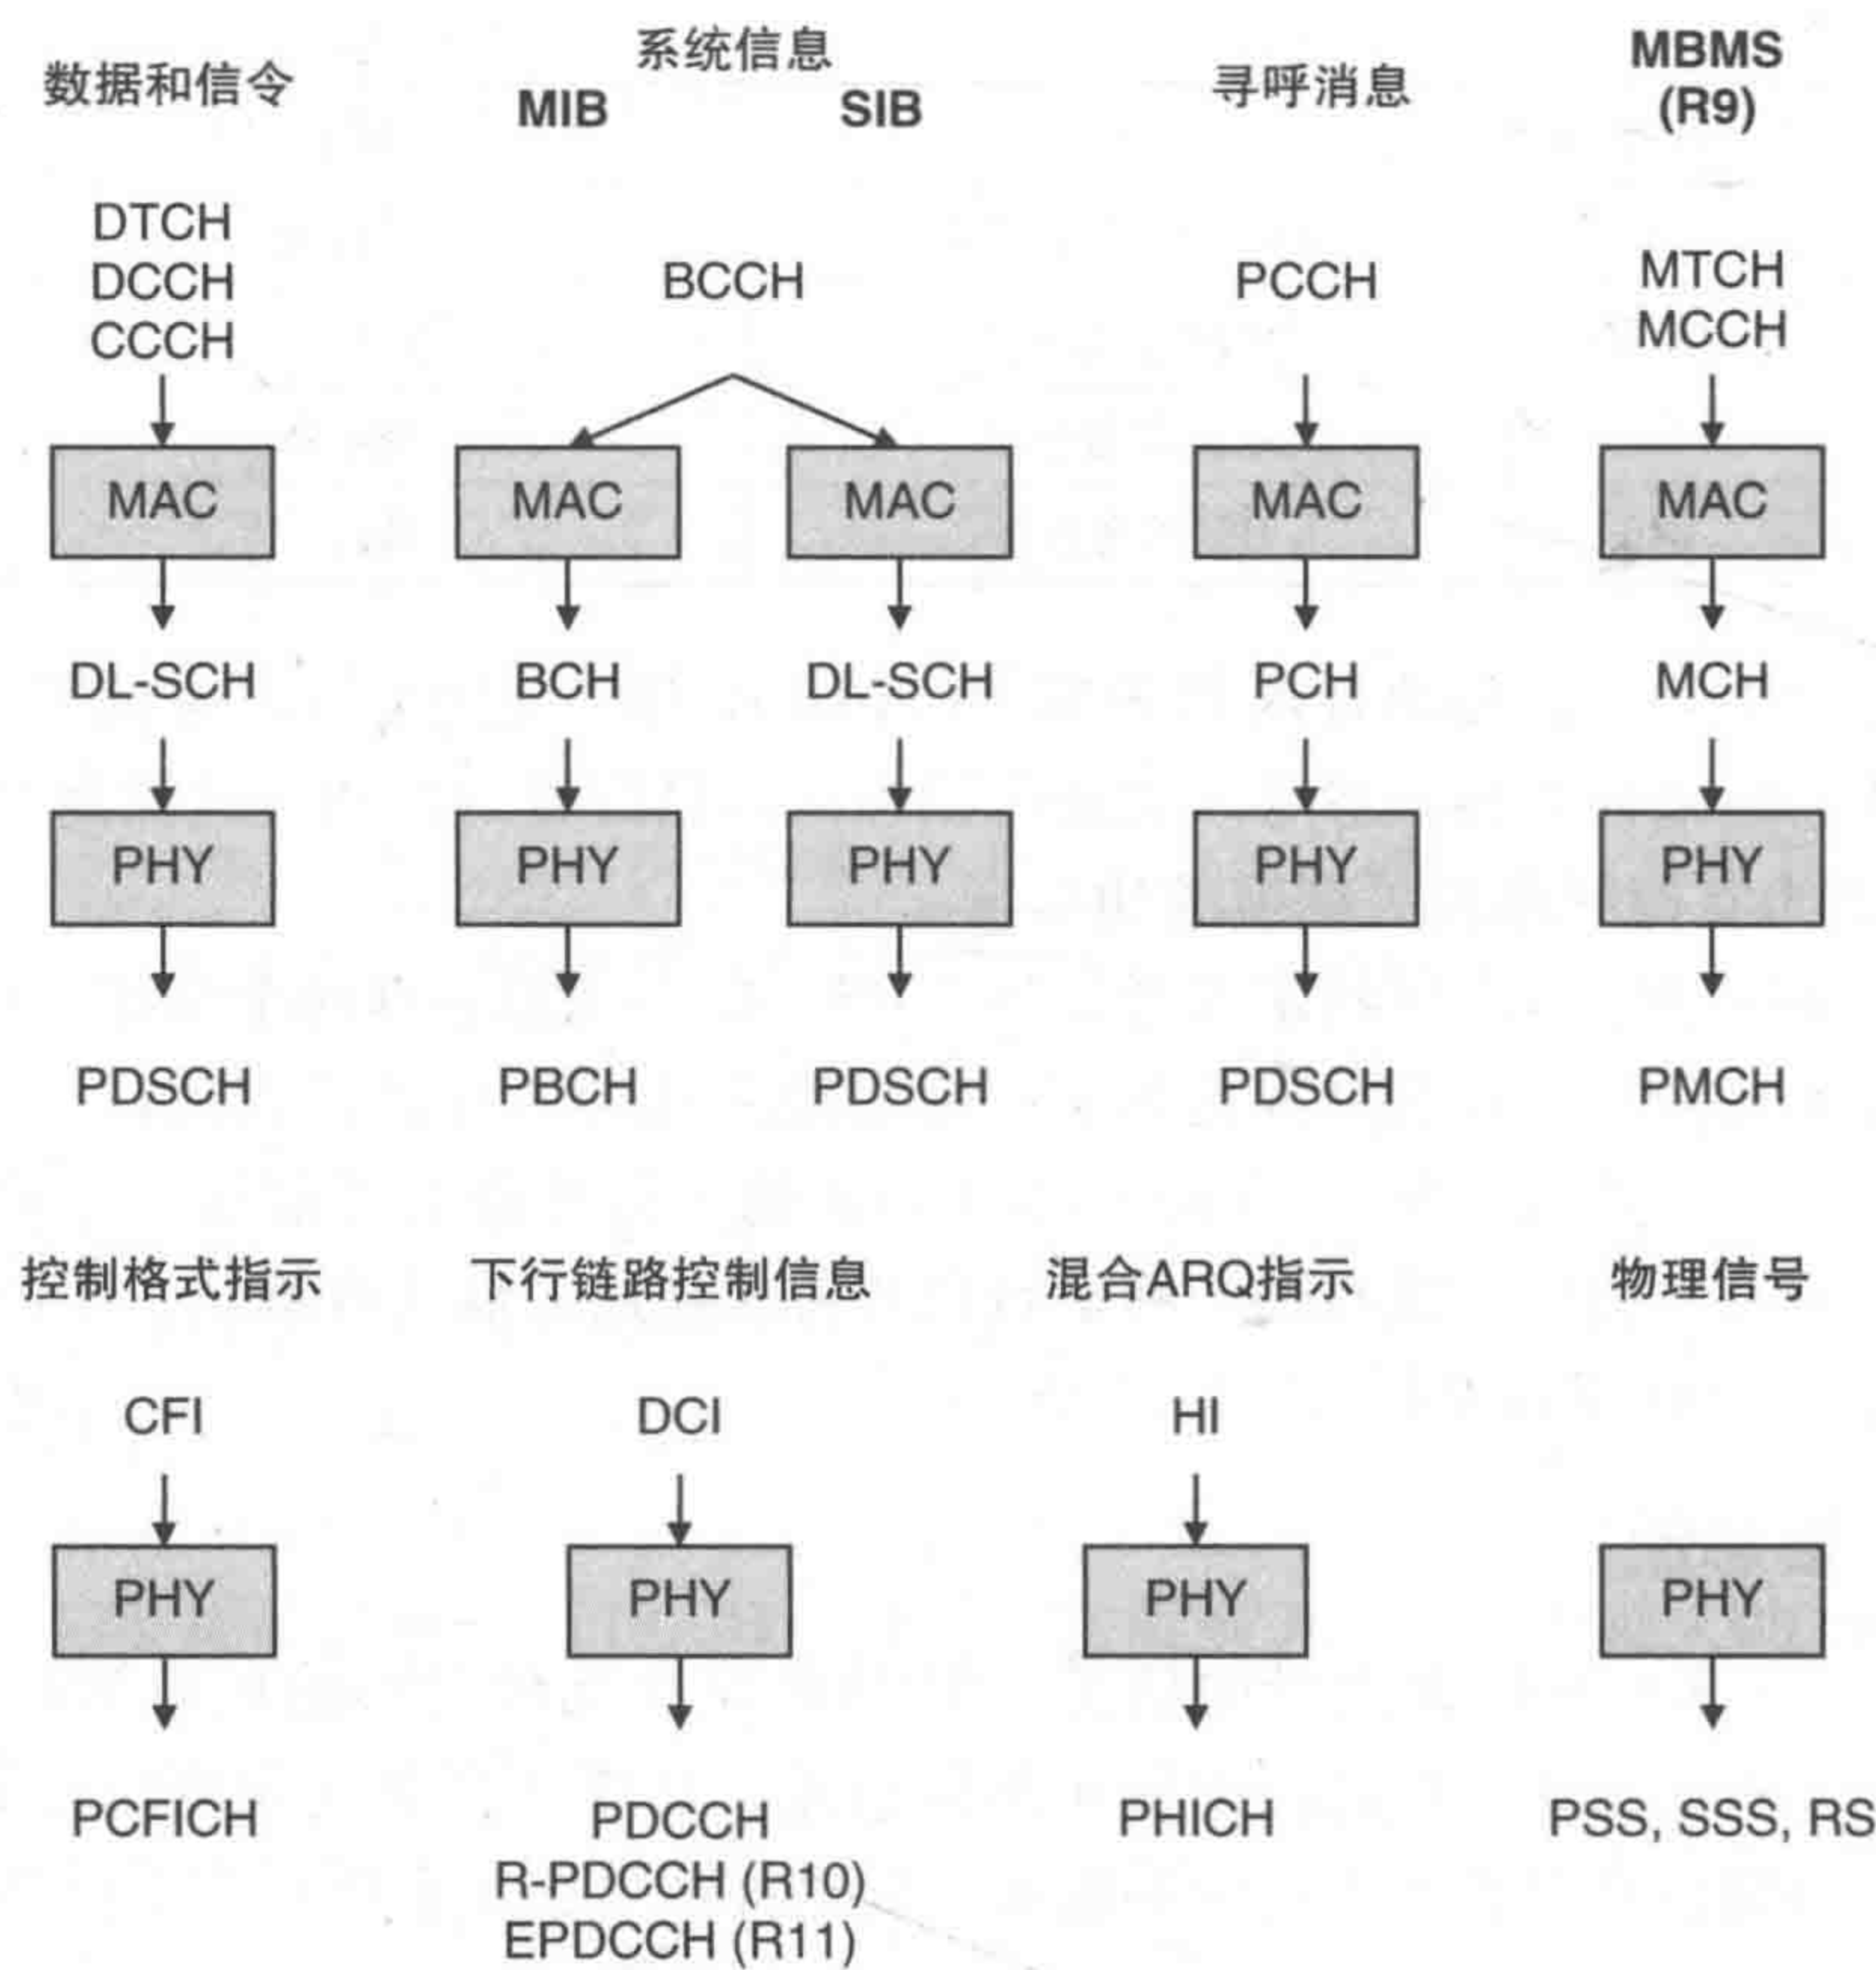 数据和信令
系统信息
MIB SIB
寻呼消息
MBMS
(R9)
DTCH
DCCH
CCCH
BCCH
PCCH
MTCH
MCCH
MAC MAC MAC MAC MAC
DL-SCH BCH DL-SCH PCH MCH
PHY PHY PHY PHY PHY
PDSCH PBCH PDSCH PDSCH PMCH
控制格式指示 下行链路控制信息 混合ARQ指示 物理信号
CFI DCI HI
PHY PHY PHY PHY
PCFICH
PDCCH
R-PDCCH (R10)
EPDCCH (R11)
PHICH
PSS, SSS, RS